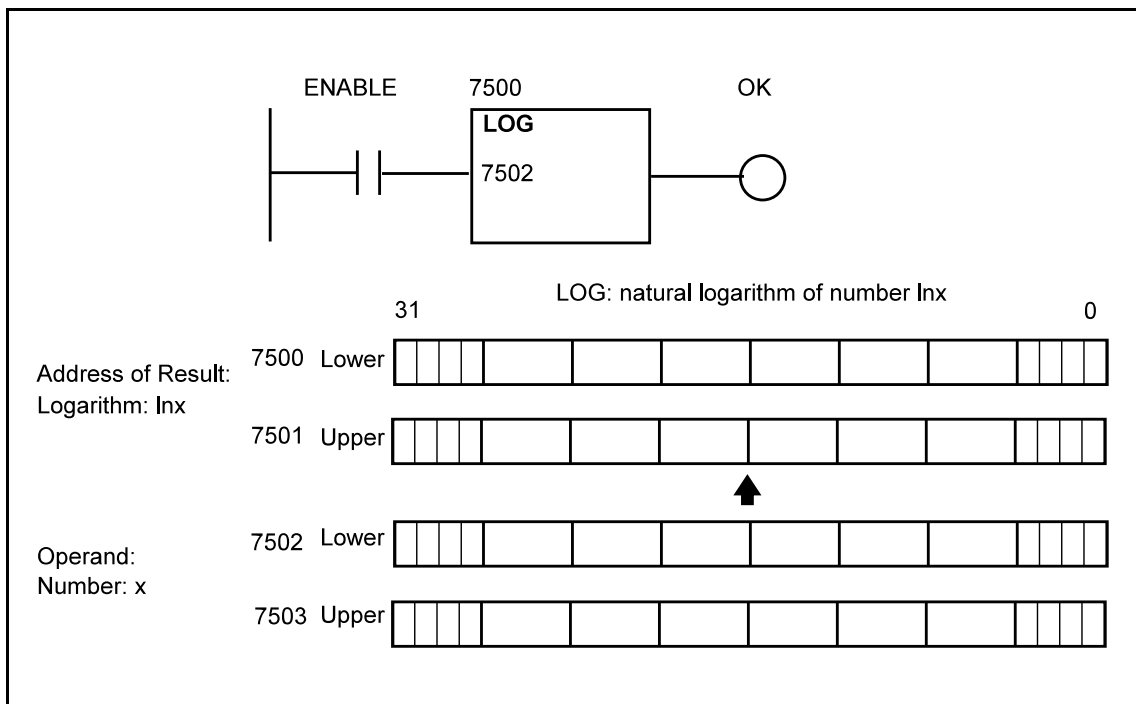 ENABLE 7500 OK
LOG
7502
LOG: natural logarithm of number lnx
31 0
7500 Lower
Address of Result:
Logarithm: lnx
7501 Upper
7502 Lower
Operand:
Number: x
7503 Upper